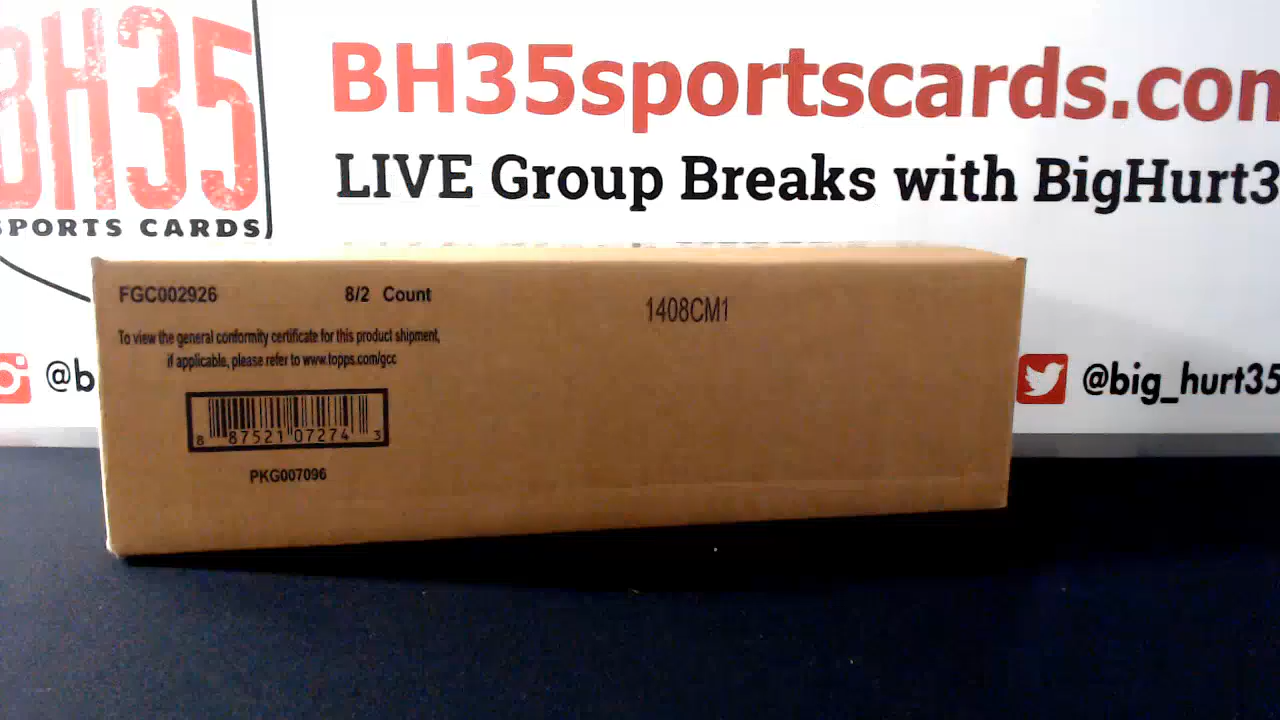 BH35
SPORTS CARDS
BH35sportscards.com
LIVE Group Breaks with BigHurt3
FGC002926 8/2 Count
1408CM1
To view the general conformity certificate for this product shipment,
if applicable, please refer to www.topps.com/gcc
8 87521 07274 3
PKG007096
@b
@big_hurt35